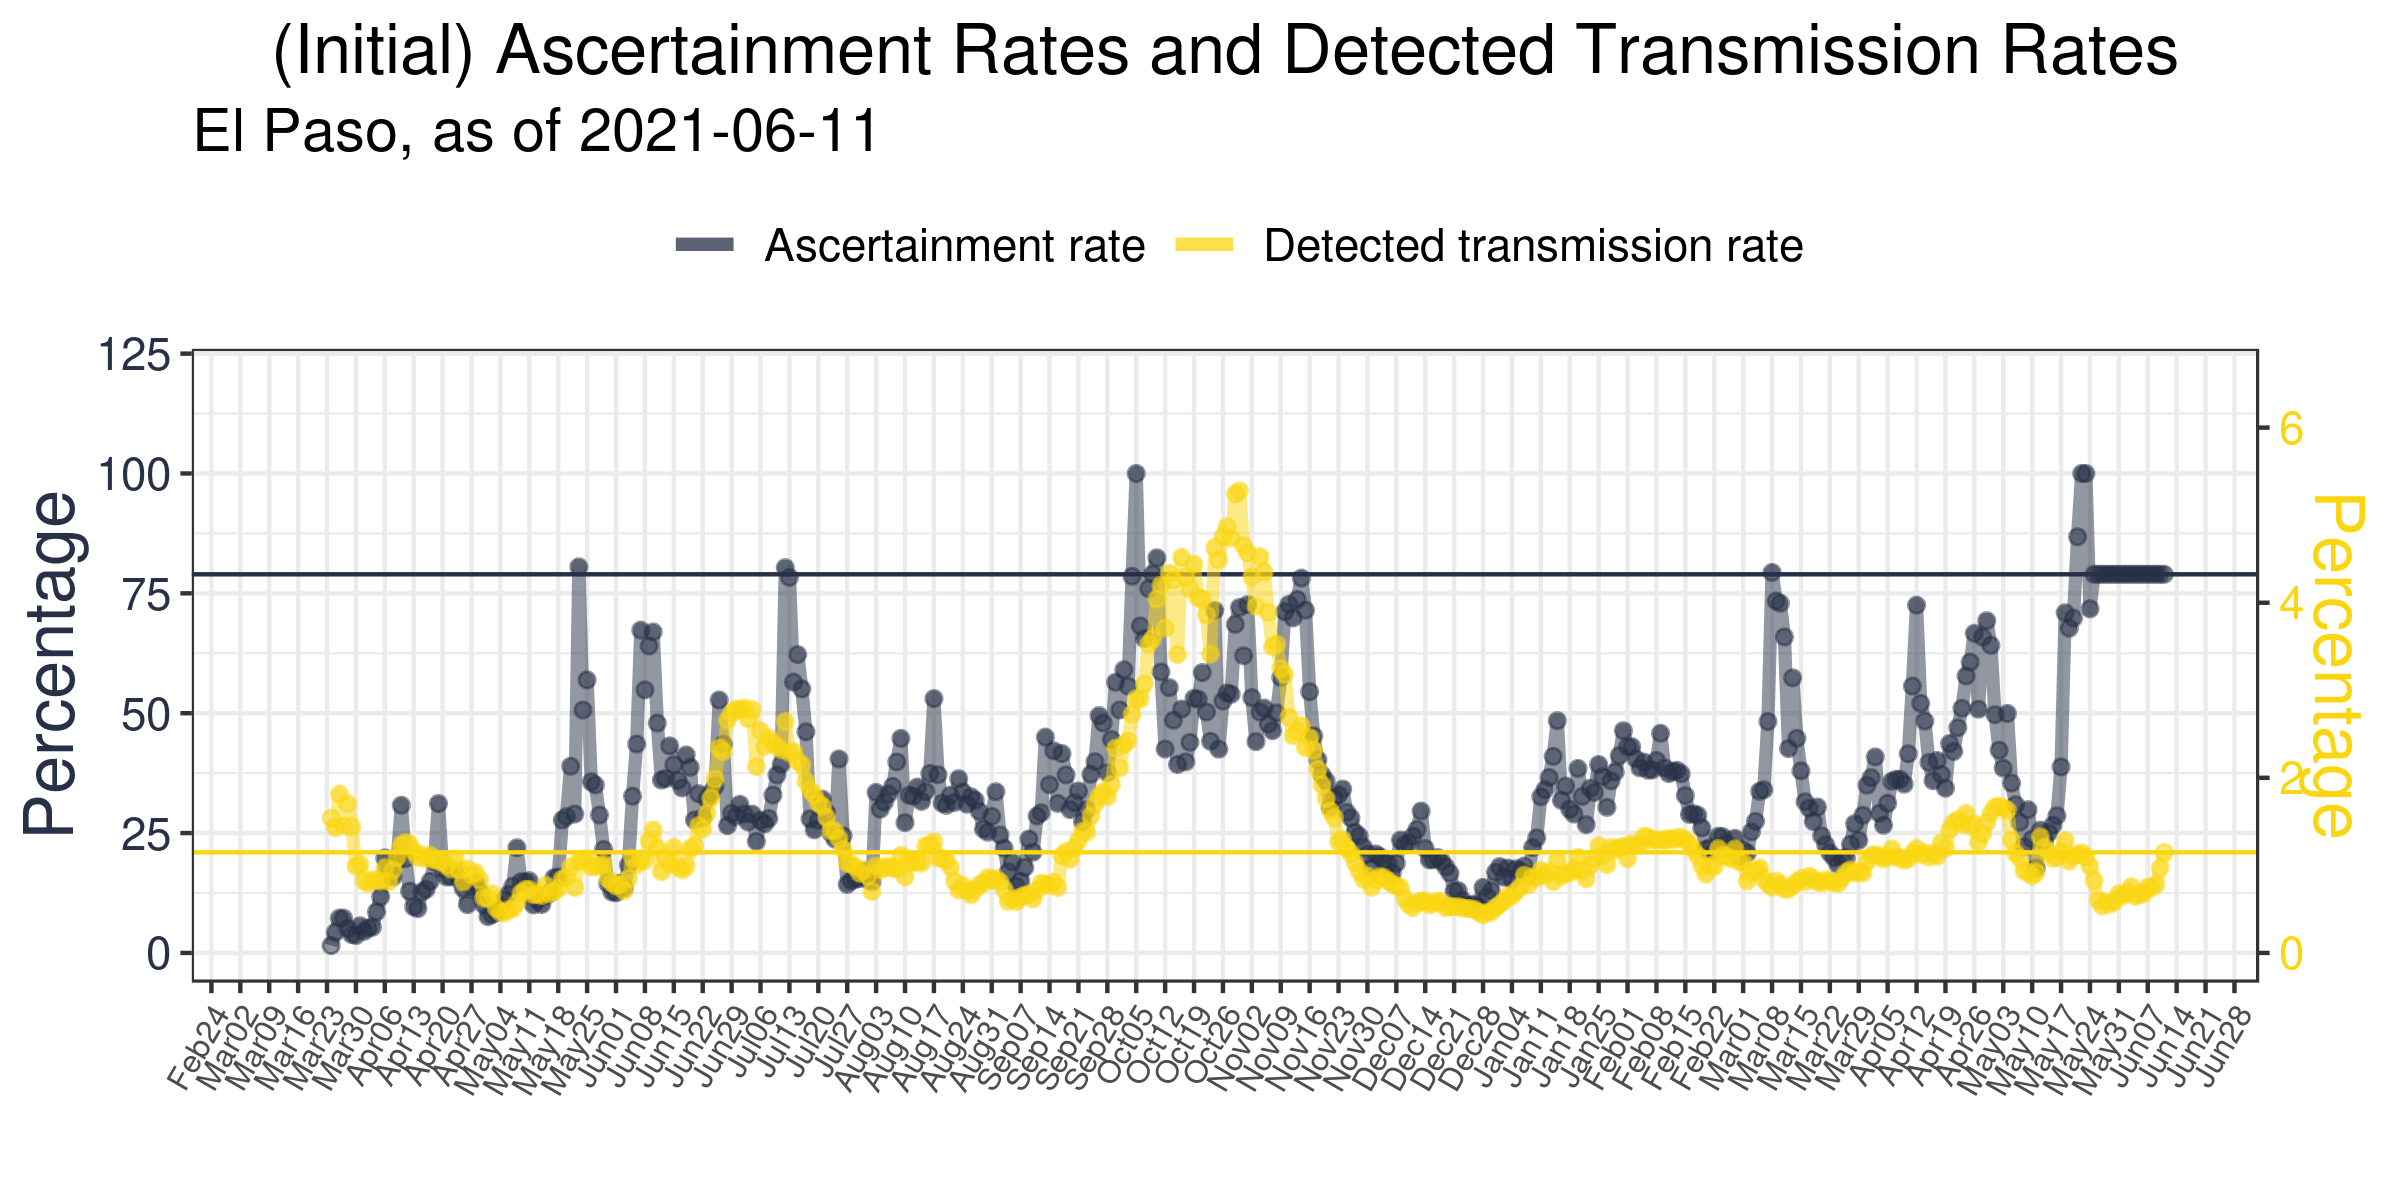 (Initial) Ascertainment Rates and Detected Transmission Rates
El Paso, as of 2021-06-11
Ascertainment rate
Detected transmission rate
Percentage
125
100
75
50
25
0
6
4
2
0
Percentage
Feb24
Mar02
Mar09
Mar16
Mar23
Mar30
Apr06
Apr13
Apr20
Apr27
May04
May11
May18
May25
Jun01
Jun08
Jun15
Jun22
Jun29
Jul06
Jul13
Jul20
Jul27
Aug03
Aug10
Aug17
Aug24
Aug31
Sep07
Sep14
Sep21
Sep28
Oct05
Oct12
Oct19
Oct26
Nov02
Nov09
Nov16
Nov23
Nov30
Dec07
Dec14
Dec21
Dec28
Jan04
Jan11
Jan18
Jan25
Feb01
Feb08
Feb15
Feb22
Mar01
Mar08
Mar15
Mar22
Mar29
Apr05
Apr12
Apr19
Apr26
May03
May10
May17
May24
May31
Jun07
Jun14
Jun21
Jun28